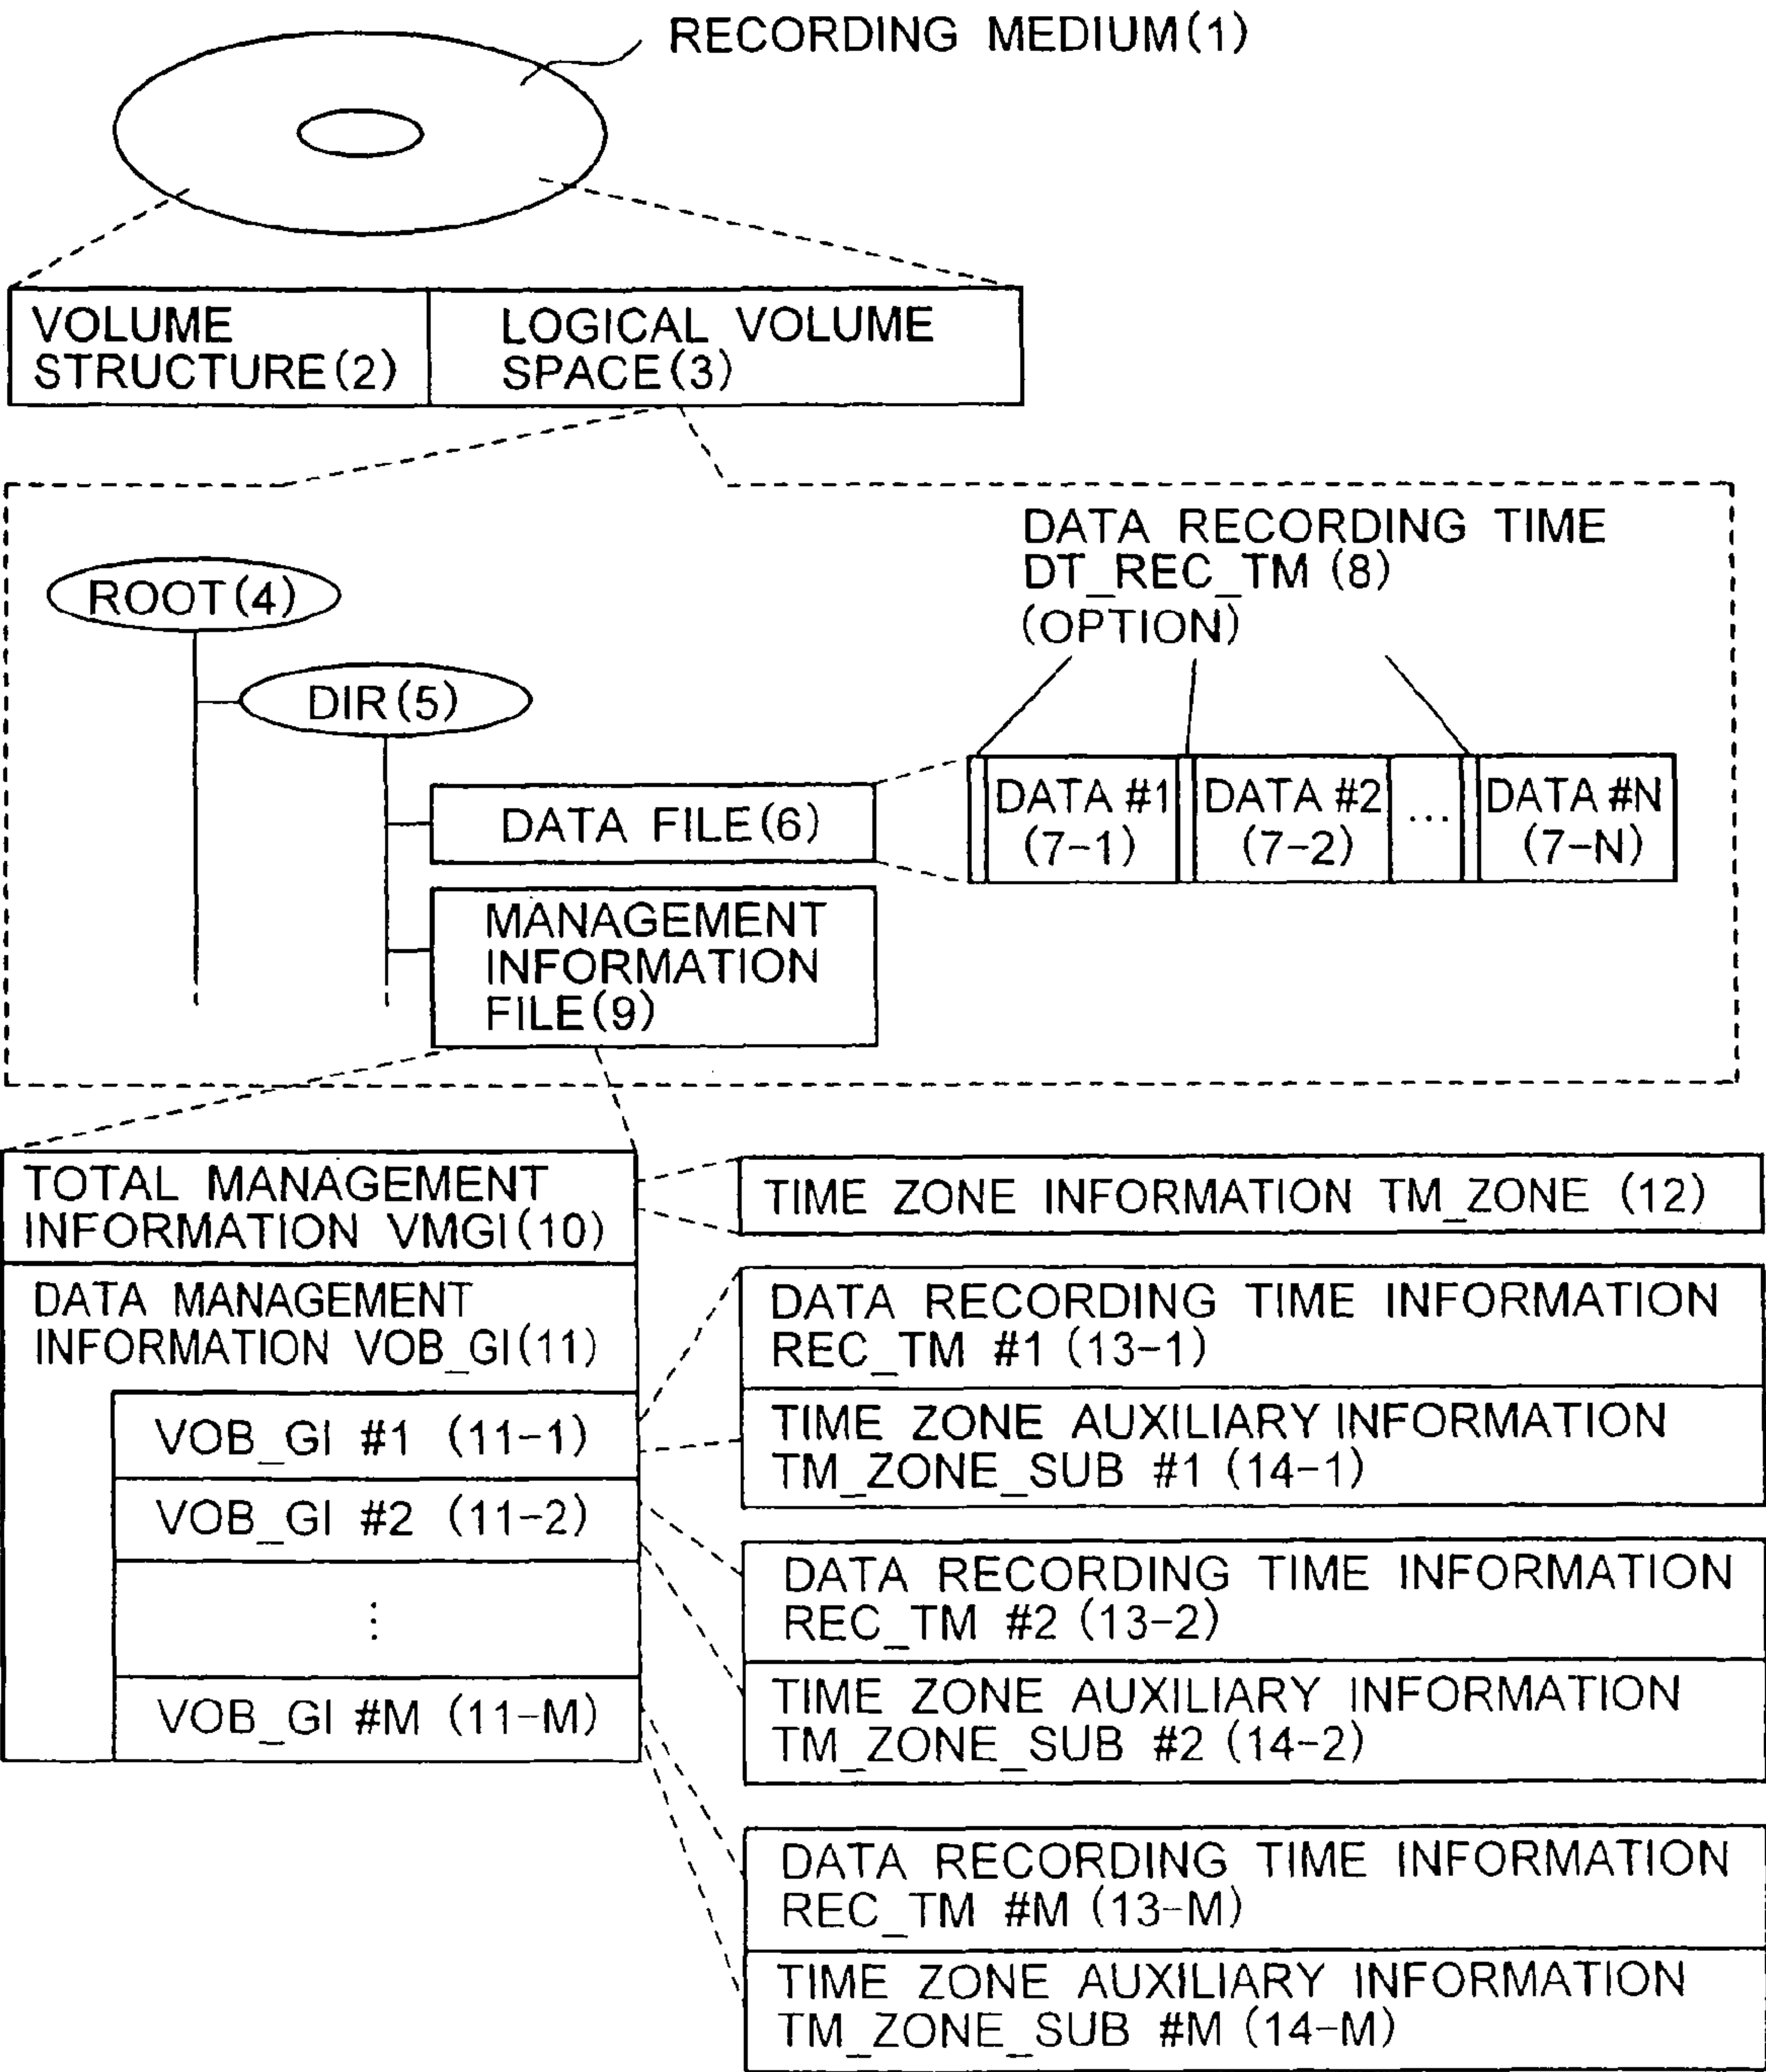 RECORDING MEDIUM(1)
VOLUME
STRUCTURE(2)
LOGICAL VOLUME
SPACE(3)
DATA RECORDING TIME
DT_REC_TM (8)
(OPTION)
ROOT(4)
DIR(5)
DATA FILE(6)
DATA #1
(7-1)
DATA #2
(7-2)
...
DATA #N
(7-N)
MANAGEMENT
INFORMATION
FILE(9)
TOTAL MANAGEMENT
INFORMATION VMGI(10)
TIME ZONE INFORMATION TM_ZONE (12)
DATA MANAGEMENT
INFORMATION VOB_GI(11)
VOB_GI #1 (11-1)
VOB_GI #2 (11-2)
⋮
VOB_GI #M (11-M)
DATA RECORDING TIME INFORMATION
REC_TM #1 (13-1)
TIME ZONE AUXILIARY INFORMATION
TM_ZONE_SUB #1 (14-1)
DATA RECORDING TIME INFORMATION
REC_TM #2 (13-2)
TIME ZONE AUXILIARY INFORMATION
TM_ZONE_SUB #2 (14-2)
DATA RECORDING TIME INFORMATION
REC_TM #M (13-M)
TIME ZONE AUXILIARY INFORMATION
TM_ZONE_SUB #M (14-M)